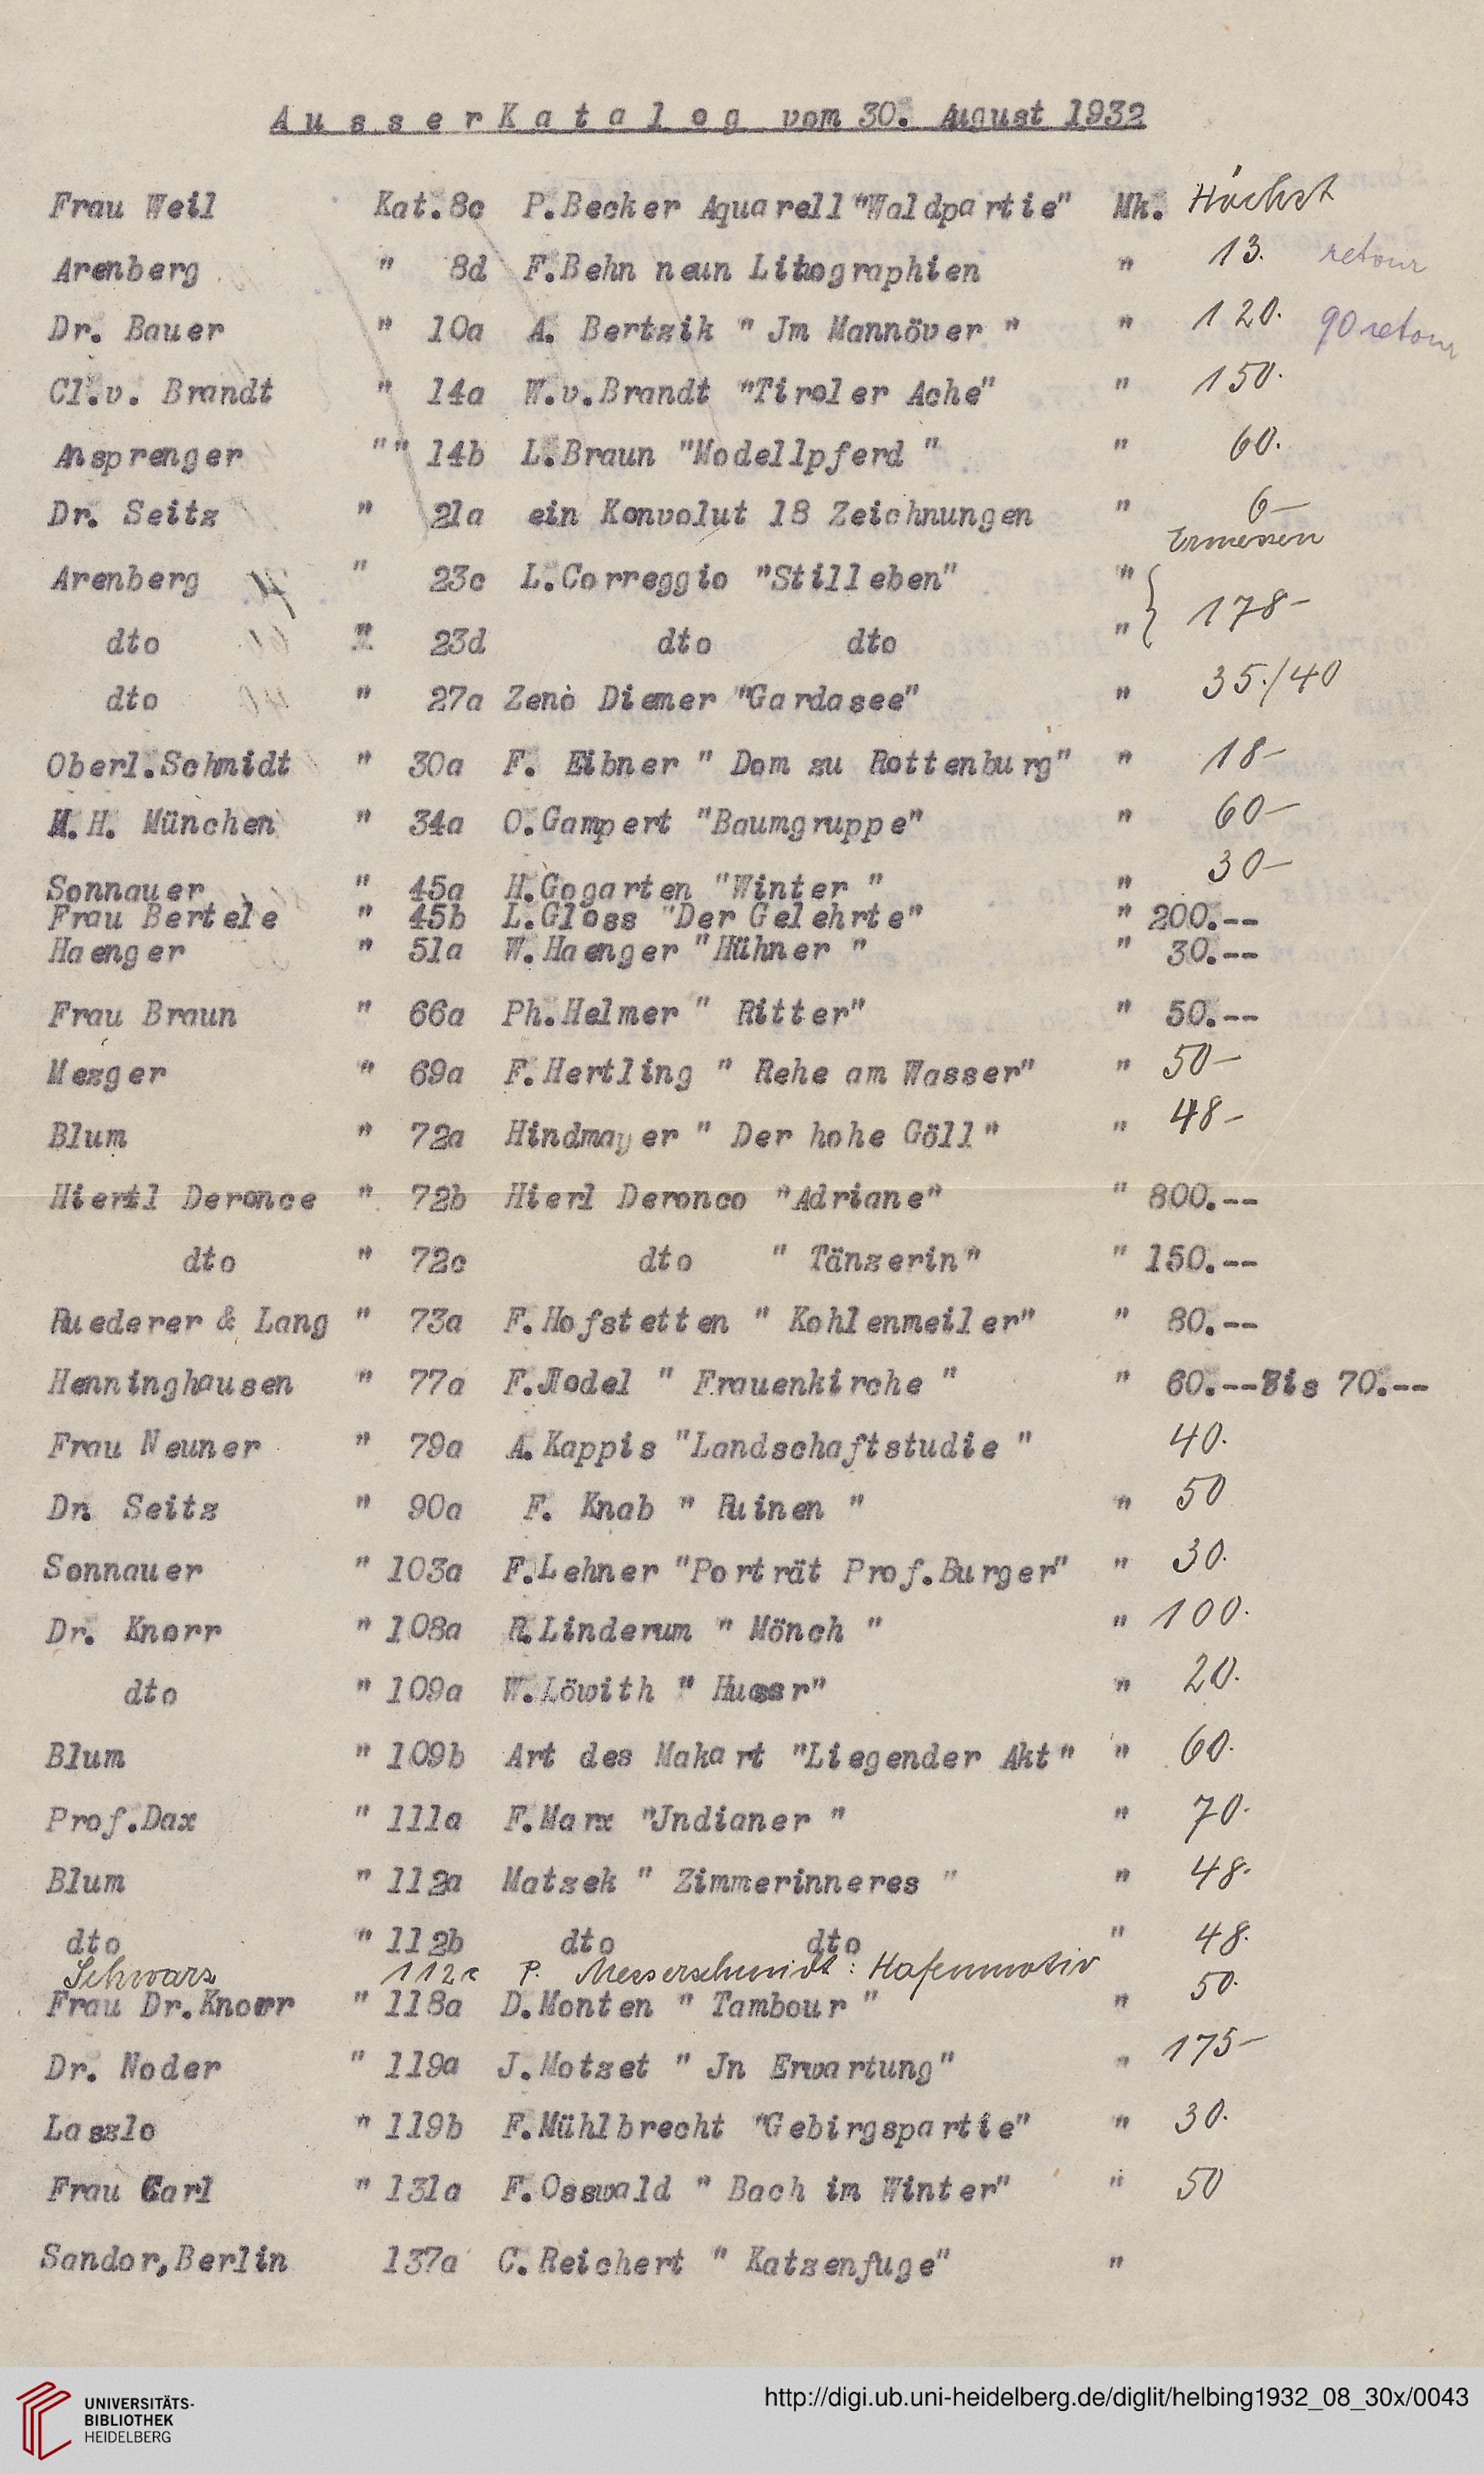 AusserKatalog vom 30. August 1932
Frau Weil Kat.8c P.Becker Aquarell "Waldpartie" Mk. Höchst
Arenberg " 8d F.Behn neun Litographien " 13. retour
Dr. Bauer " 10a A. Bertzik " Jm Mannöver " " 120. 90 retour
Cl.v. Brandt " 14a W.v.Brandt "Tiroler Ache" " 150.
Ansprenger "" 14b L.Braun "Modellpferd " " 60.
Dr. Seitz " 21a ein Konvolut 18 Zeichnungen " 6-
Ermessen
Arenberg " 23c L.Correggio "Stilleben" " } 178-
dto " 23d dto dto "
dto " 27a Zeno Diemer "Gardasee" " 35./40
Oberl.Schmidt " 30a F. Eibner " Dom zu Rottenburg" " 18-
M.H. München " 34a O.Gampert "Baumgruppe" " 60-
Sonnauer " 45a H.Gogarten "Winter " " 30-
Frau Bertele " 45b L.Gloss "Der Gelehrte" " 200.--
Haenger " 51a W.Haenger "Hühner " " 30.--
Frau Braun " 66a Ph.Helmer " Ritter" " 50.--
Mezger " 69a F.Hertling " Rehe am Wasser" " 50-
Blum " 72a Hindmayer " Der hohe Göll" " 48-
Hierl Deronce " 72b Hierl Deronco "Adriane" " 800.--
dto " 72c dto " Tänzerin" " 150.--
Ruederer & Lang " 73a F.Hofstetten " Kohlenmeiler" " 80.--
Henninghausen " 77a F.Hodel " Frauenkirche " " 60.--Bis 70.--
Frau Neuner " 79a A.Kappis "Landschaftstudie " 40.
Dr. Seitz " 90a F. Knab " Ruinen " " 50
Sonnauer " 103a F.Lehner "Porträt Prof.Burger" " 30.
Dr. Knorr " 108a R.Linderum " Mönch " " 100.
dto " 109a W.Löwith " Husar" " 20.
Blum " 109b Art des Makart "Liegender Akt" " 60.
Prof.Dax " 111a F.Marx "Jndianer " " 70.
Blum " 112a Matzek " Zimmerinneres " " 48.
dto " 112b dto dto " 48.
Schwarz 112c P. Messerschmidt : Hafenmotiv
Frau Dr.Knorr " 118a D.Monten " Tambour " " 50.
Dr. Noder " 119a J.Motzet " Jn Erwartung" " 175-
Laszlo " 119b F.Mühlbrecht "Gebirgspartie" " 30.
Frau Carl " 131a F.Osswald " Bach im Winter" " 50
Sandor,Berlin 137a C.Reichert " Katzenfuge" "
UNIVERSITÄTS-
BIBLIOTHEK
HEIDELBERG
http://digi.ub.uni-heidelberg.de/diglit/helbing1932_08_30x/0043